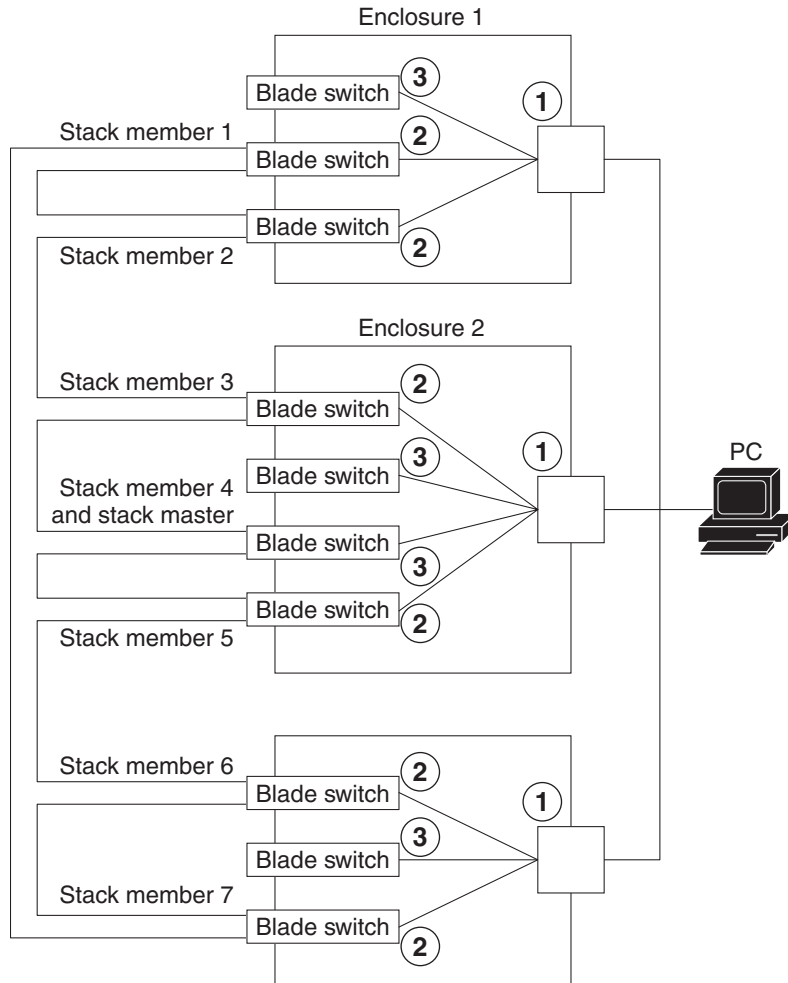 Enclosure 1
3
Blade switch
1
Stack member 1
2
Blade switch
Blade switch
2
Stack member 2
Enclosure 2
Stack member 3
2
Blade switch
3
1
PC
Blade switch
Stack member 4
and stack master
Blade switch
3
Blade switch
2
Stack member 5
Stack member 6
2
Blade switch
1
3
Blade switch
Stack member 7
Blade switch
2